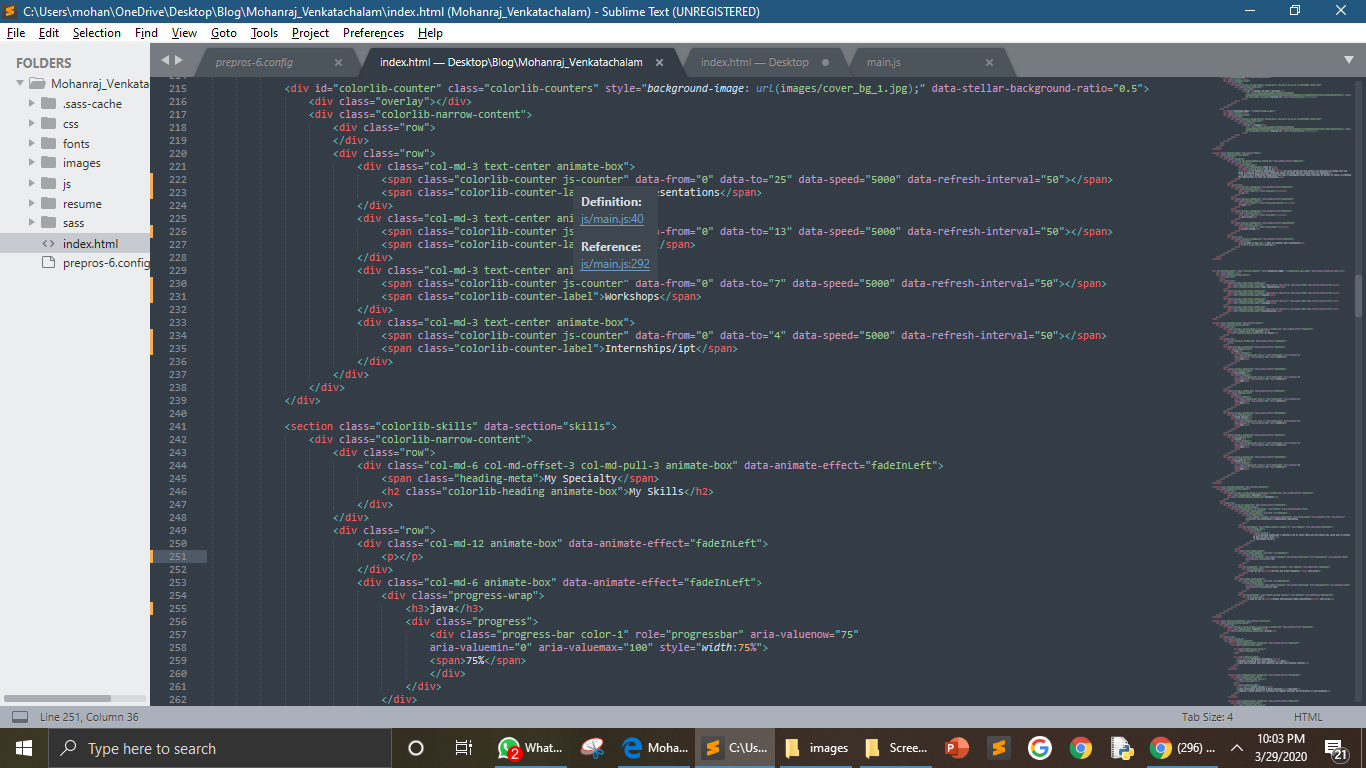 C:\Users\mohan\OneDrive\Desktop\Blog\Mohanraj_Venkatachalam\index.html (Mohanraj_Venkatachalam) - Sublime Text (UNREGISTERED)
File Edit Selection Find View Goto Tools Project Preferences Help
FOLDERS
Mohanraj_Venkata
.sass-cache
css
fonts
images
js
resume
sass
<> index.html
prepros-6.config
prepros-6.config × index.html — Desktop\Blog\Mohanraj_Venkatachalam × index.html — Desktop main.js ×
215 <div id="colorlib-counter" class="colorlib-counters" style="background-image: url(images/cover_bg_1.jpg);" data-stellar-background-ratio="0.5">
216 <div class="overlay"></div>
217 <div class="colorlib-narrow-content">
218 <div class="row">
219 </div>
220 <div class="row">
221 <div class="col-md-3 text-center animate-box">
222 <span class="colorlib-counter js-counter" data-from="0" data-to="25" data-speed="5000" data-refresh-interval="50"></span>
223 <span class="colorlib-counter-la esentations</span>
224 </div>
225 <div class="col-md-3 text-center ani
226 <span class="colorlib-counter js a-from="0" data-to="13" data-speed="5000" data-refresh-interval="50"></span>
227 <span class="colorlib-counter-la </span>
228 </div>
229 <div class="col-md-3 text-center ani
230 <span class="colorlib-counter js-counter" data-from="0" data-to="7" data-speed="5000" data-refresh-interval="50"></span>
231 <span class="colorlib-counter-label">Workshops</span>
232 </div>
233 <div class="col-md-3 text-center animate-box">
234 <span class="colorlib-counter js-counter" data-from="0" data-to="4" data-speed="5000" data-refresh-interval="50"></span>
235 <span class="colorlib-counter-label">Internships/ipt</span>
236 </div>
237 </div>
238 </div>
239 </div>
240
241 <section class="colorlib-skills" data-section="skills">
242 <div class="colorlib-narrow-content">
243 <div class="row">
244 <div class="col-md-6 col-md-offset-3 col-md-pull-3 animate-box" data-animate-effect="fadeInLeft">
245 <span class="heading-meta">My Specialty</span>
246 <h2 class="colorlib-heading animate-box">My Skills</h2>
247 </div>
248 </div>
249 <div class="row">
250 <div class="col-md-12 animate-box" data-animate-effect="fadeInLeft">
251 <p></p>
252 </div>
253 <div class="col-md-6 animate-box" data-animate-effect="fadeInLeft">
254 <div class="progress-wrap">
255 <h3>java</h3>
256 <div class="progress">
257 <div class="progress-bar color-1" role="progressbar" aria-valuenow="75"
258 aria-valuemin="0" aria-valuemax="100" style="width:75%">
259 <span>75%</span>
260 </div>
261 </div>
262 </div>
Definition:
js/main.js:40
Reference:
js/main.js:292
Line 251, Column 36 Tab Size: 4 HTML
Type here to search
2 What... Moha... C:\Us... images Scree... (296) ...
10:03 PM
3/29/2020
21